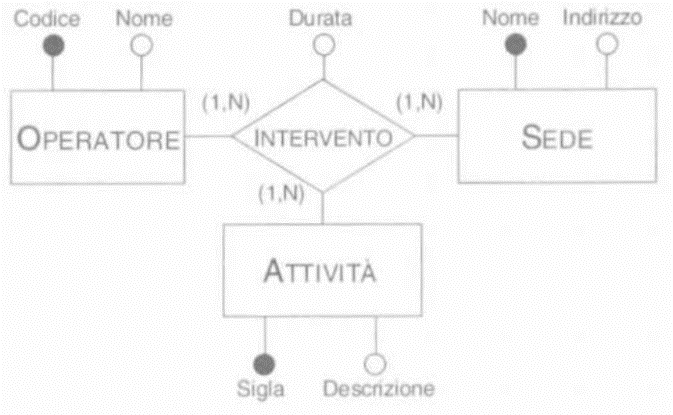 Codice Nome Durata Nome Indirizzo
(1,N) (1,N)
OPERATORE INTERVENTO SEDE
(1,N)
ATTIVITÀ
Sigla Descrizione